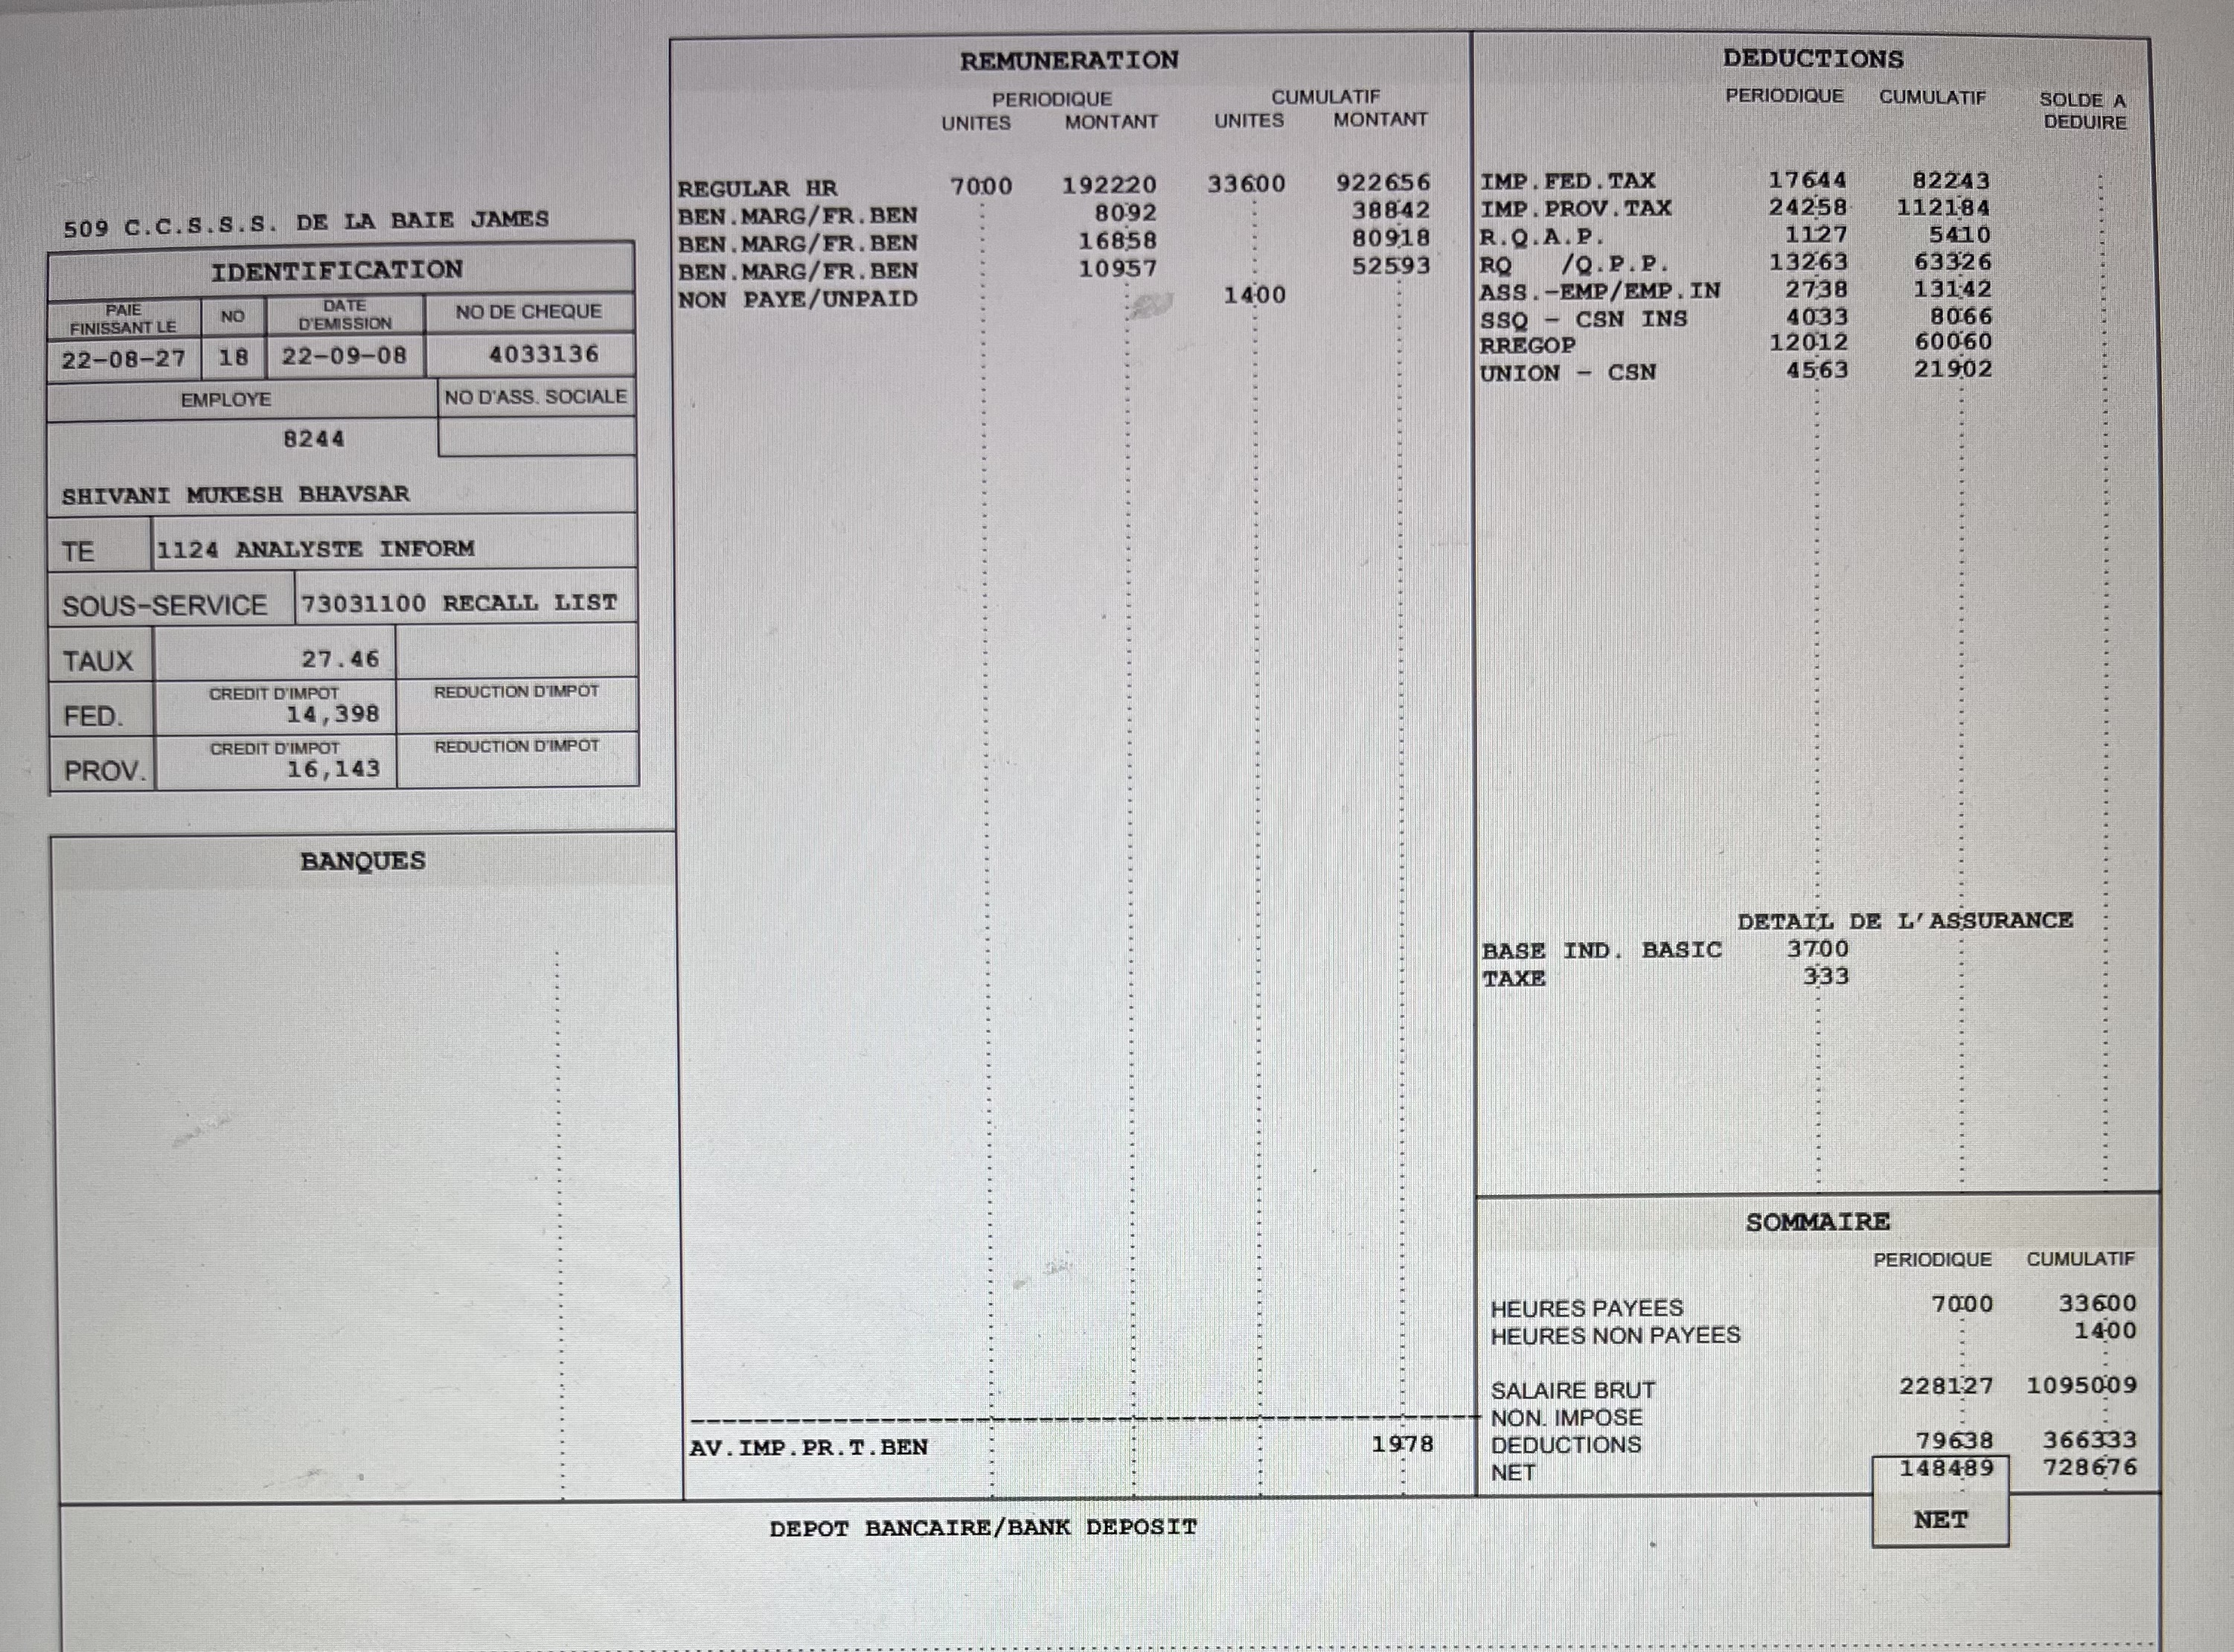 509 C.C.S.S.S. DE LA BAIE JAMES
IDENTIFICATION
PAIE FINISSANT LE NO DATE D'EMISSION NO DE CHEQUE
22-08-27 18 22-09-08 4033136
EMPLOYE NO D'ASS. SOCIALE
8244
SHIVANI MUKESH BHAVSAR
TE 1124 ANALYSTE INFORM
SOUS-SERVICE 73031100 RECALL LIST
TAUX 27.46
CREDIT D'IMPOT REDUCTION D'IMPOT
FED. 14,398
CREDIT D'IMPOT REDUCTION D'IMPOT
PROV. 16,143
BANQUES
REMUNERATION
PERIODIQUE CUMULATIF
UNITES MONTANT UNITES MONTANT
REGULAR HR 7000 192220 33600 922656
BEN.MARG/FR.BEN 8092 38842
BEN.MARG/FR.BEN 16858 80918
BEN.MARG/FR.BEN 10957 52593
NON PAYE/UNPAID 1400
AV.IMP.PR.T.BEN 1978
DEDUCTIONS
PERIODIQUE CUMULATIF SOLDE A
DEDUIRE
IMP.FED.TAX 17644 82243
IMP.PROV.TAX 24258 112184
R.Q.A.P. 1127 5410
RQ /Q.P.P. 13263 63326
ASS.-EMP/EMP.IN 2738 13142
SSQ - CSN INS 4033 8066
RREGOP 12012 60060
UNION - CSN 4563 21902
DETAIL DE L'ASSURANCE
BASE IND. BASIC 3700
TAXE 333
SOMMAIRE
PERIODIQUE CUMULATIF
HEURES PAYEES 7000 33600
HEURES NON PAYEES 1400
SALAIRE BRUT 228127 1095009
NON. IMPOSE
DEDUCTIONS 79638 366333
NET 148489 728676
NET
DEPOT BANCAIRE/BANK DEPOSIT